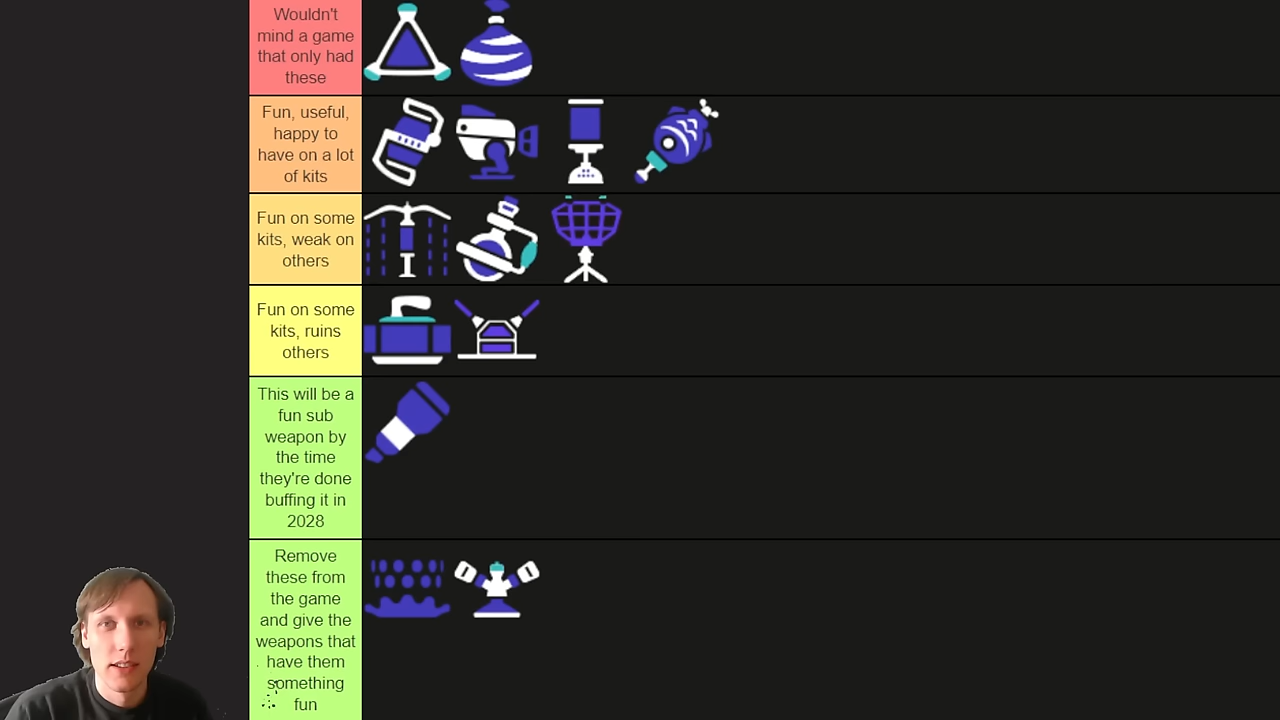 Wouldn't
mind a game
that only had
these
Fun, useful,
happy to
have on a lot
of kits
Fun on some
kits, weak on
others
Fun on some
kits, ruins
others
This will be a
fun sub
weapon by
the time
they're done
buffing it in
2028
Remove
these from
the game
and give the
weapons that
have them
something
fun